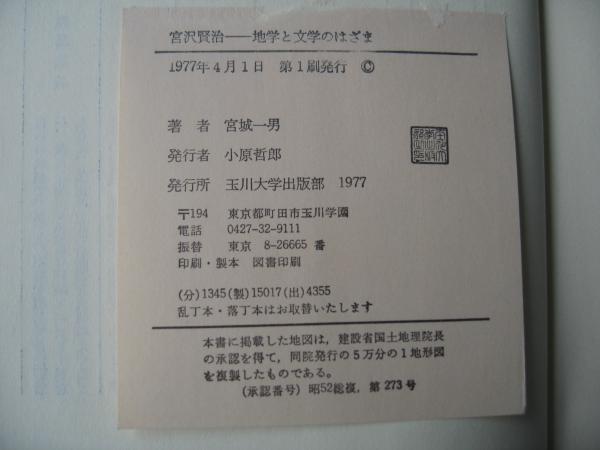 宮沢賢治――地学と文学のはざま
1977年4月1日 第1刷発行 ©
著者 宮城一男
発行者 小原哲郎
発行所 玉川大学出版部 1977
〒194 東京都町田市玉川学園
電話 0427-32-9111
振替 東京 8-26665 番
印刷・製本 図書印刷
(分)1345(製)15017(出)4355
乱丁本・落丁本はお取替いたします
本書に掲載した地図は，建設省国土地理院長
の承認を得て，同院発行の5万分の1地形図
を複製したものである。
(承認番号) 昭52総複，第 273号